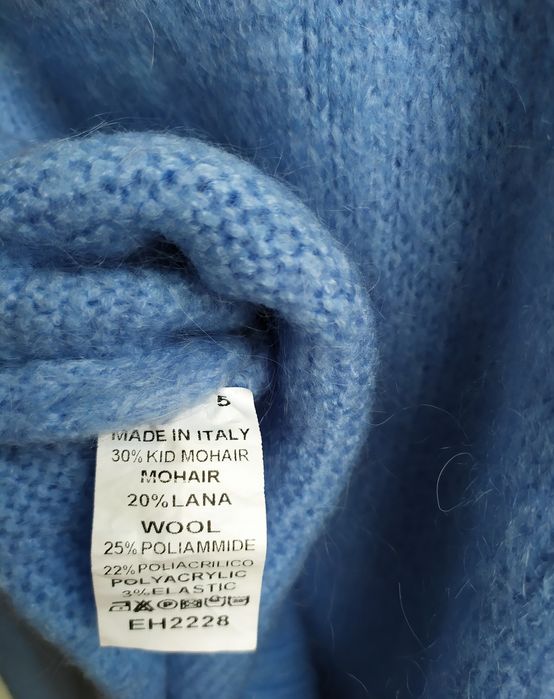 5
MADE IN ITALY
30% KID MOHAIR
MOHAIR
20% LANA
WOOL
25% POLIAMMIDE
22% POLIACRILICO
POLYACRYLIC
3% ELASTIC
EH2228